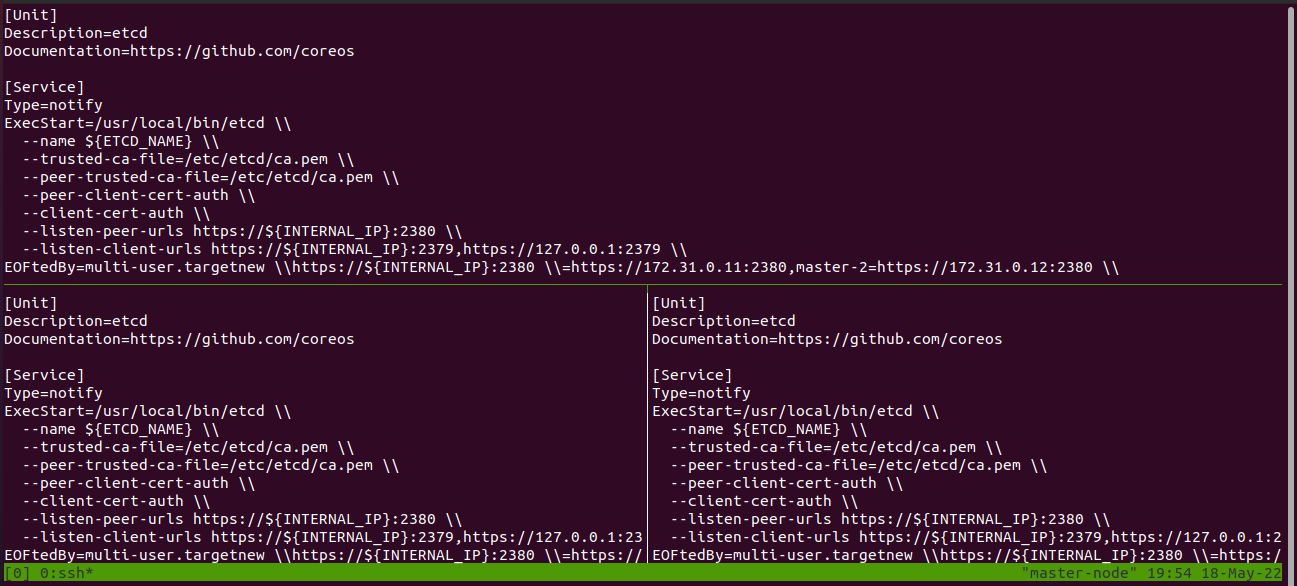 [Unit]
Description=etcd
Documentation=https://github.com/coreos
[Service]
Type=notify
ExecStart=/usr/local/bin/etcd \\
  --name ${ETCD_NAME} \\
  --trusted-ca-file=/etc/etcd/ca.pem \\
  --peer-trusted-ca-file=/etc/etcd/ca.pem \\
  --peer-client-cert-auth \\
  --client-cert-auth \\
  --listen-peer-urls https://${INTERNAL_IP}:2380 \\
  --listen-client-urls https://${INTERNAL_IP}:2379,https://127.0.0.1:2379 \\
EOFtedBy=multi-user.targetnew \\https://${INTERNAL_IP}:2380 \\=https://172.31.0.11:2380,master-2=https://172.31.0.12:2380 \\
[Unit]
Description=etcd
Documentation=https://github.com/coreos
[Service]
Type=notify
ExecStart=/usr/local/bin/etcd \\
  --name ${ETCD_NAME} \\
  --trusted-ca-file=/etc/etcd/ca.pem \\
  --peer-trusted-ca-file=/etc/etcd/ca.pem \\
  --peer-client-cert-auth \\
  --client-cert-auth \\
  --listen-peer-urls https://${INTERNAL_IP}:2380 \\
  --listen-client-urls https://${INTERNAL_IP}:2379,https://127.0.0.1:23
EOFtedBy=multi-user.targetnew \\https://${INTERNAL_IP}:2380 \\=https://
[Unit]
Description=etcd
Documentation=https://github.com/coreos
[Service]
Type=notify
ExecStart=/usr/local/bin/etcd \\
  --name ${ETCD_NAME} \\
  --trusted-ca-file=/etc/etcd/ca.pem \\
  --peer-trusted-ca-file=/etc/etcd/ca.pem \\
  --peer-client-cert-auth \\
  --client-cert-auth \\
  --listen-peer-urls https://${INTERNAL_IP}:2380 \\
  --listen-client-urls https://${INTERNAL_IP}:2379,https://127.0.0.1:2
EOFtedBy=multi-user.targetnew \\https://${INTERNAL_IP}:2380 \\=https:/
[0] 0:ssh* "master-node" 19:54 18-May-22